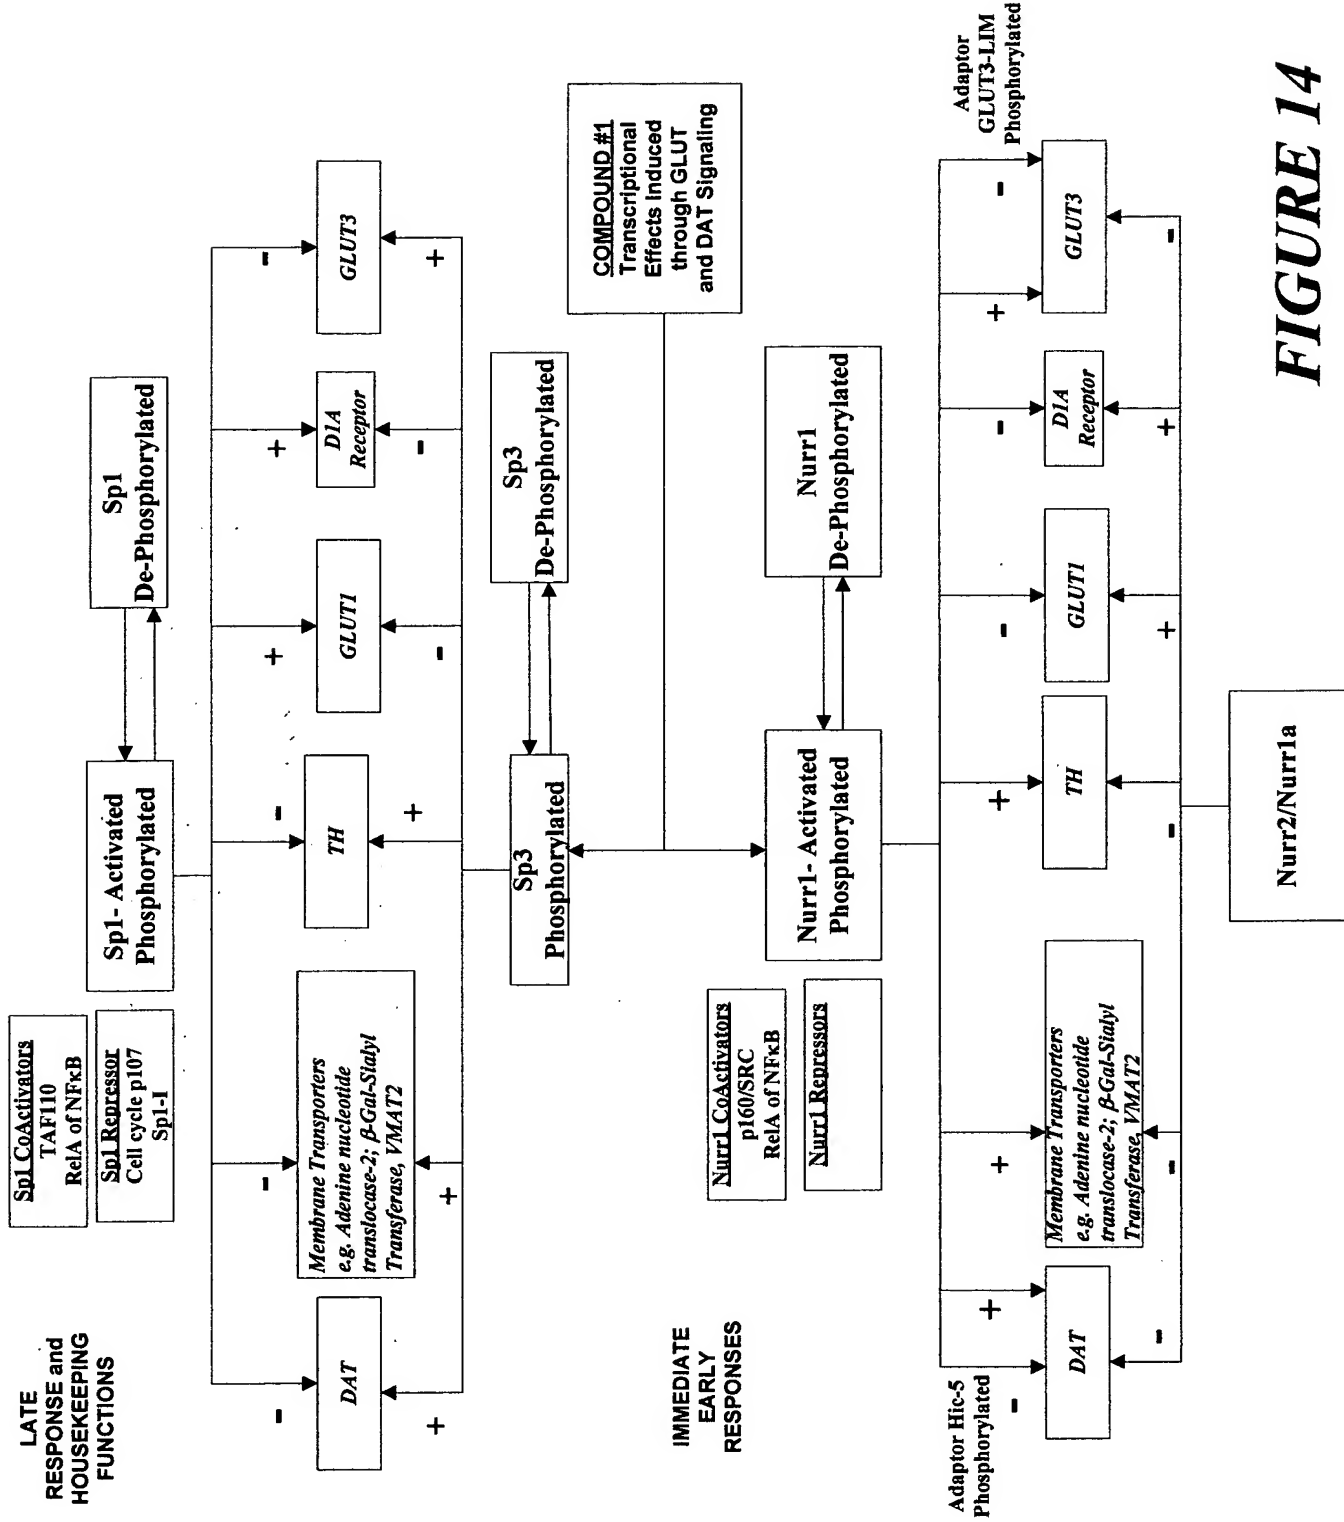 LATE
RESPONSE and
HOUSEKEEPING
FUNCTIONS
Sp1 CoActivators
TAF110
RelA of NFκB
Sp1 Repressor
Cell cycle p107
Sp1-I
Sp1- Activated
Phosphorylated
Sp1
De-Phosphorylated
-
-
-
+
+
-
DAT
Membrane Transporters
e.g. Adenine nucleotide
translocase-2; β-Gal-Sialyl
Transferase, VMAT2
TH
GLUT1
D1A
Receptor
GLUT3
+
+
+
-
-
+
Sp3
Phosphorylated
Sp3
De-Phosphorylated
COMPOUND #1
Transcriptional
Effects Induced
through GLUT
and DAT Signaling
IMMEDIATE
EARLY
RESPONSES
Nurr1 CoActivators
p160/SRC
RelA of NFκB
Nurr1 Repressors
Nurr1- Activated
Phosphorylated
Nurr1
De-Phosphorylated
Adaptor Hic-5
Phosphorylated
Adaptor
GLUT3-LIM
Phosphorylated
-
+
+
+
-
-
+
-
DAT
Membrane Transporters
e.g. Adenine nucleotide
translocase-2; β-Gal-Sialyl
Transferase, VMAT2
TH
GLUT1
D1A
Receptor
GLUT3
-
-
-
+
+
-
Nurr2/Nurr1a
FIGURE 14